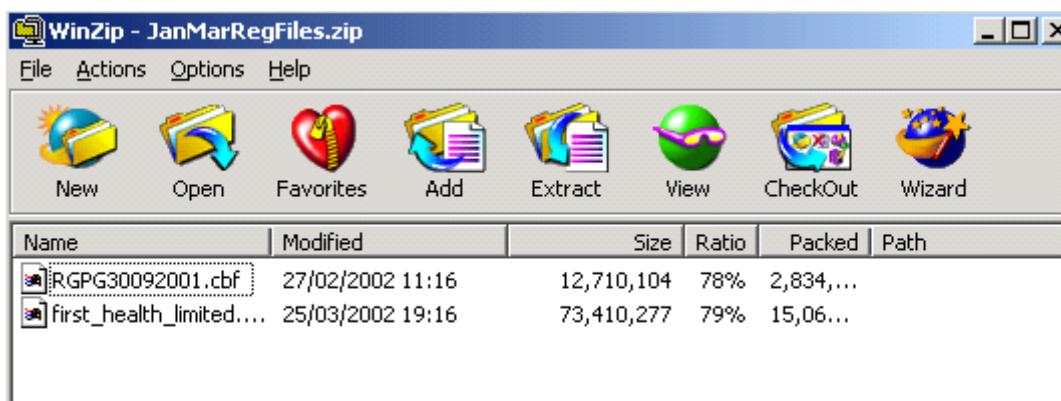 WinZip - JanMarRegFiles.zip
File Actions Options Help
New Open Favorites Add Extract View CheckOut Wizard
Name Modified Size Ratio Packed Path
RGPG30092001.cbf 27/02/2002 11:16 12,710,104 78% 2,834,...
first_health_limited.... 25/03/2002 19:16 73,410,277 79% 15,06...